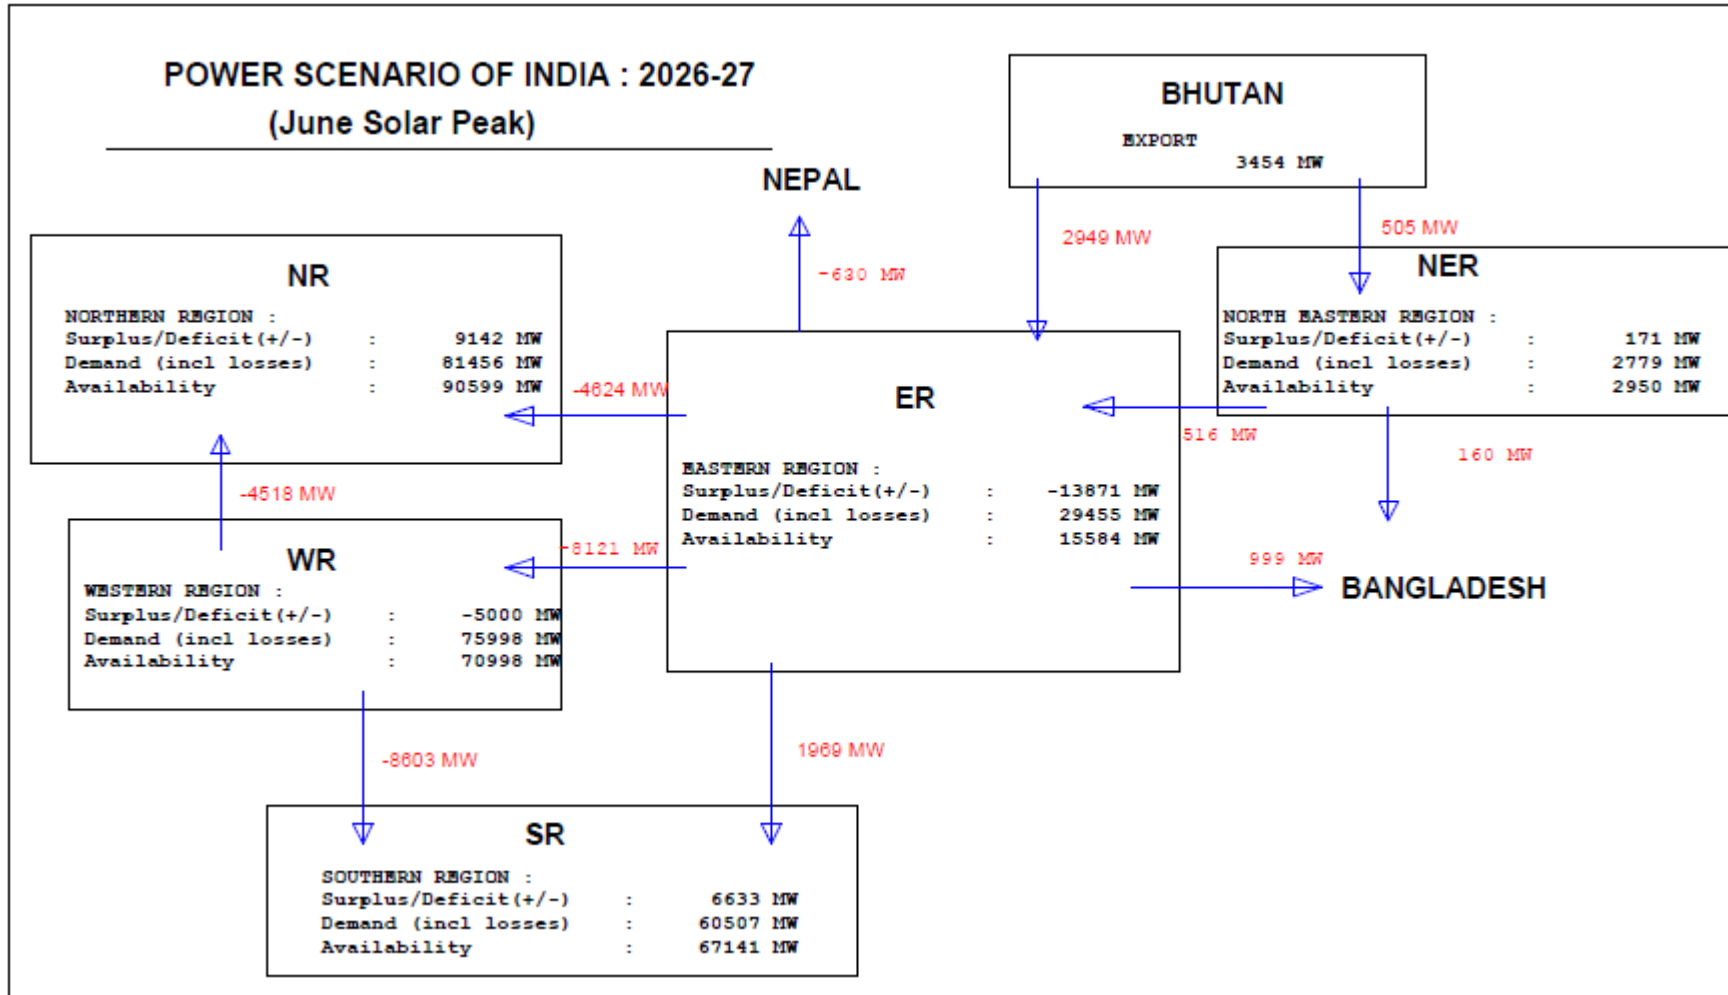 POWER SCENARIO OF INDIA : 2026-27
(June Solar Peak)
BHUTAN
EXPORT
3454 MW
NEPAL
-630 MW
2949 MW
505 MW
NR
NORTHERN REGION :
Surplus/Deficit(+/-) : 9142 MW
Demand (incl losses) : 81456 MW
Availability : 90599 MW
NER
NORTH EASTERN REGION :
Surplus/Deficit(+/-) : 171 MW
Demand (incl losses) : 2779 MW
Availability : 2950 MW
-4624 MW
ER
EASTERN REGION :
Surplus/Deficit(+/-) : -13871 MW
Demand (incl losses) : 29455 MW
Availability : 15584 MW
516 MW
160 MW
-4518 MW
-8121 MW
999 MW
BANGLADESH
WR
WESTERN REGION :
Surplus/Deficit(+/-) : -5000 MW
Demand (incl losses) : 75998 MW
Availability : 70998 MW
-8603 MW
1969 MW
SR
SOUTHERN REGION :
Surplus/Deficit(+/-) : 6633 MW
Demand (incl losses) : 60507 MW
Availability : 67141 MW